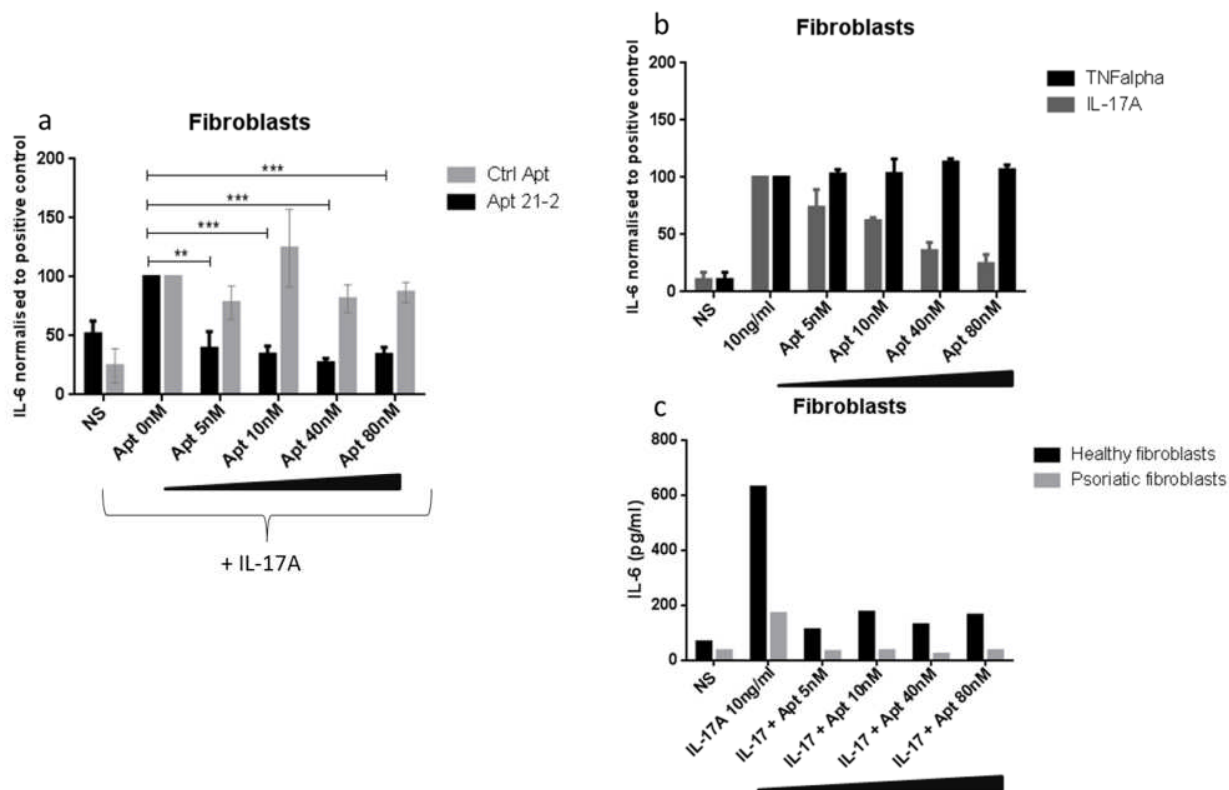 a
Fibroblasts
IL-6 normalised to positive control
200
150
100
50
0
***
***
***
**
Ctrl Apt
Apt 21-2
NS
Apt 0nM
Apt 5nM
Apt 10nM
Apt 40nM
Apt 80nM
+ IL-17A
b
Fibroblasts
IL-6 normalised to positive control
200
150
100
50
0
TNFalpha
IL-17A
NS
10ng/ml
Apt 5nM
Apt 10nM
Apt 40nM
Apt 80nM
c
Fibroblasts
IL-6 (pg/ml)
800
600
400
200
0
Healthy fibroblasts
Psoriatic fibroblasts
NS
IL-17A 10ng/ml
IL-17 + Apt 5nM
IL-17 + Apt 10nM
IL-17 + Apt 40nM
IL-17 + Apt 80nM